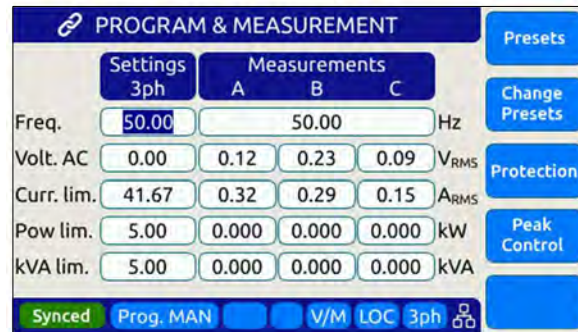 PROGRAM & MEASUREMENT
Settings Measurements
3ph A B C
Freq. 50.00 50.00 Hz
Volt. AC 0.00 0.12 0.23 0.09 VRMS
Curr. lim. 41.67 0.32 0.29 0.15 ARMS
Pow lim. 5.00 0.000 0.000 0.000 kW
kVA lim. 5.00 0.000 0.000 0.000 kVA
Synced Prog. MAN V/M LOC 3ph
Presets
Change
Presets
Protection
Peak
Control